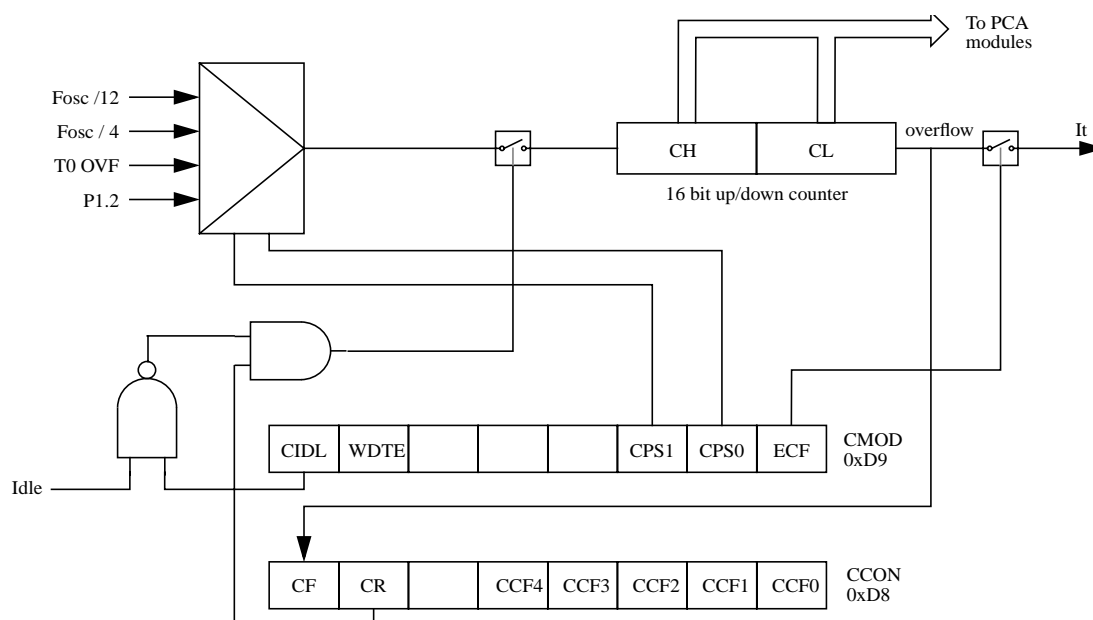 To PCA
modules
Fosc /12
Fosc / 4
T0 OVF
P1.2
CH
CL
overflow
It
16 bit up/down counter
CIDL
WDTE
CPS1
CPS0
ECF
CMOD
0xD9
Idle
CF
CR
CCF4
CCF3
CCF2
CCF1
CCF0
CCON
0xD8